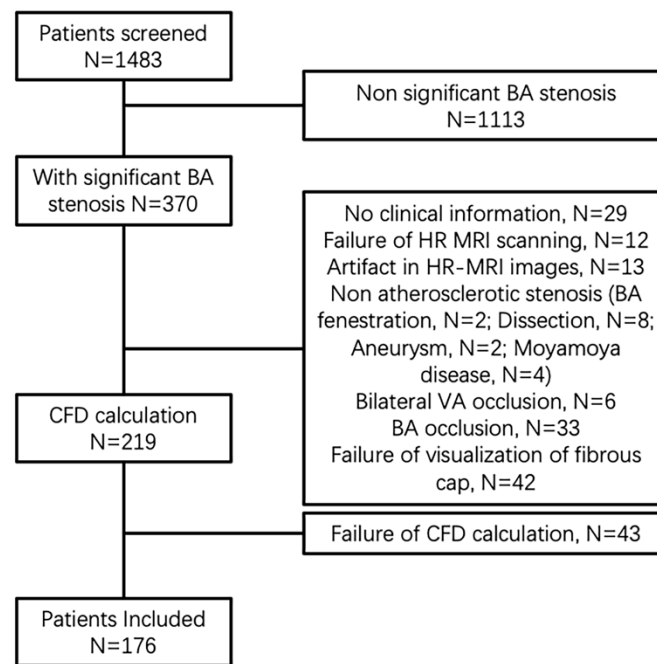 Patients screened
N=1483
Non significant BA stenosis
N=1113
With significant BA
stenosis N=370
No clinical information, N=29
Failure of HR MRI scanning, N=12
Artifact in HR-MRI images, N=13
Non atherosclerotic stenosis (BA
fenestration, N=2; Dissection, N=8;
Aneurysm, N=2; Moyamoya
disease, N=4)
Bilateral VA occlusion, N=6
BA occlusion, N=33
Failure of visualization of fibrous
cap, N=42
CFD calculation
N=219
Failure of CFD calculation, N=43
Patients Included
N=176